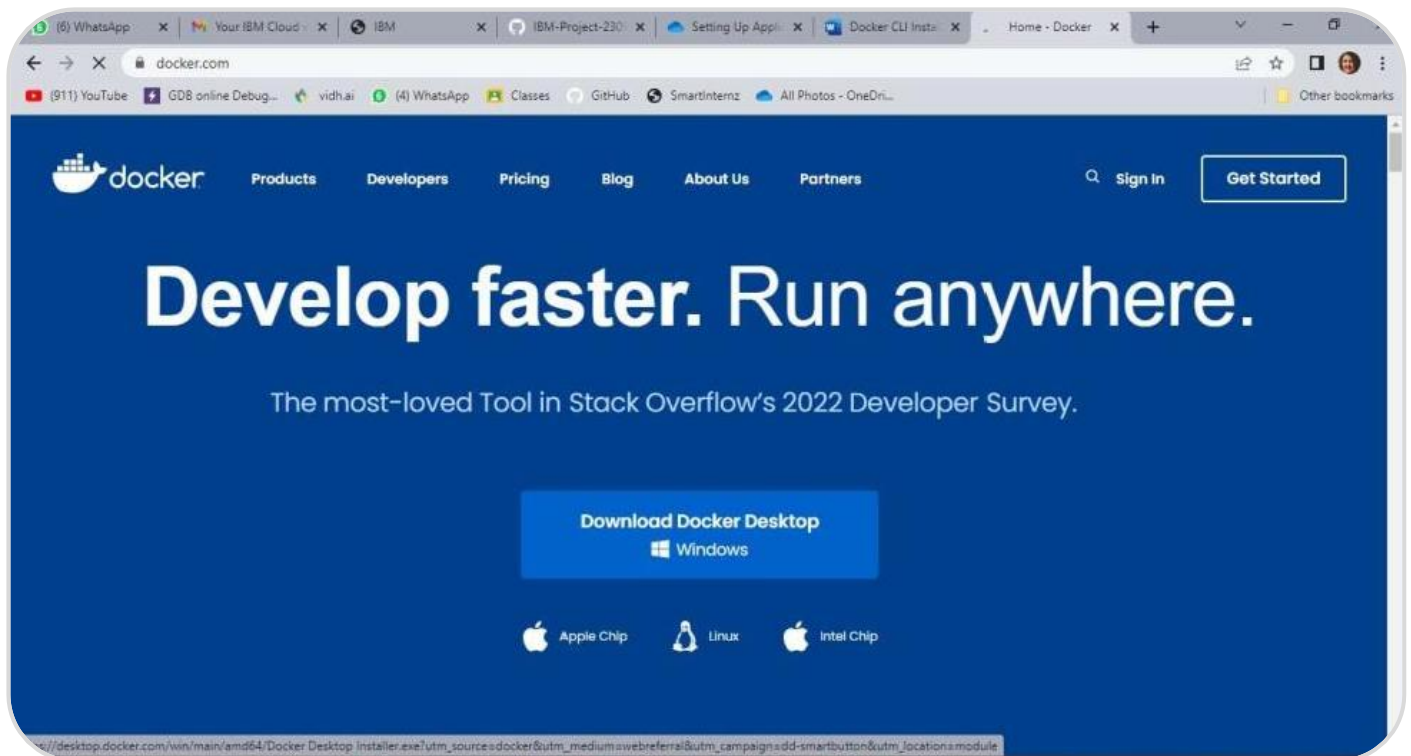 (6) WhatsApp
Your IBM Cloud
IBM
IBM-Project-230
Setting Up Appli
Docker CLI Insta
Home - Docker
docker.com
(911) YouTube
GDB online Debug...
vidh.ai
(4) WhatsApp
Classes
GitHub
SmartInternz
All Photos - OneDri...
Other bookmarks
docker
Products
Developers
Pricing
Blog
About Us
Partners
Sign In
Get Started
Develop faster. Run anywhere.
The most-loved Tool in Stack Overflow's 2022 Developer Survey.
Download Docker Desktop
Windows
Apple Chip
Linux
Intel Chip
://desktop.docker.com/win/main/amd64/Docker Desktop Installer.exe?utm_source=docker&utm_medium=webreferral&utm_campaign=dd-smartbutton&utm_location=module